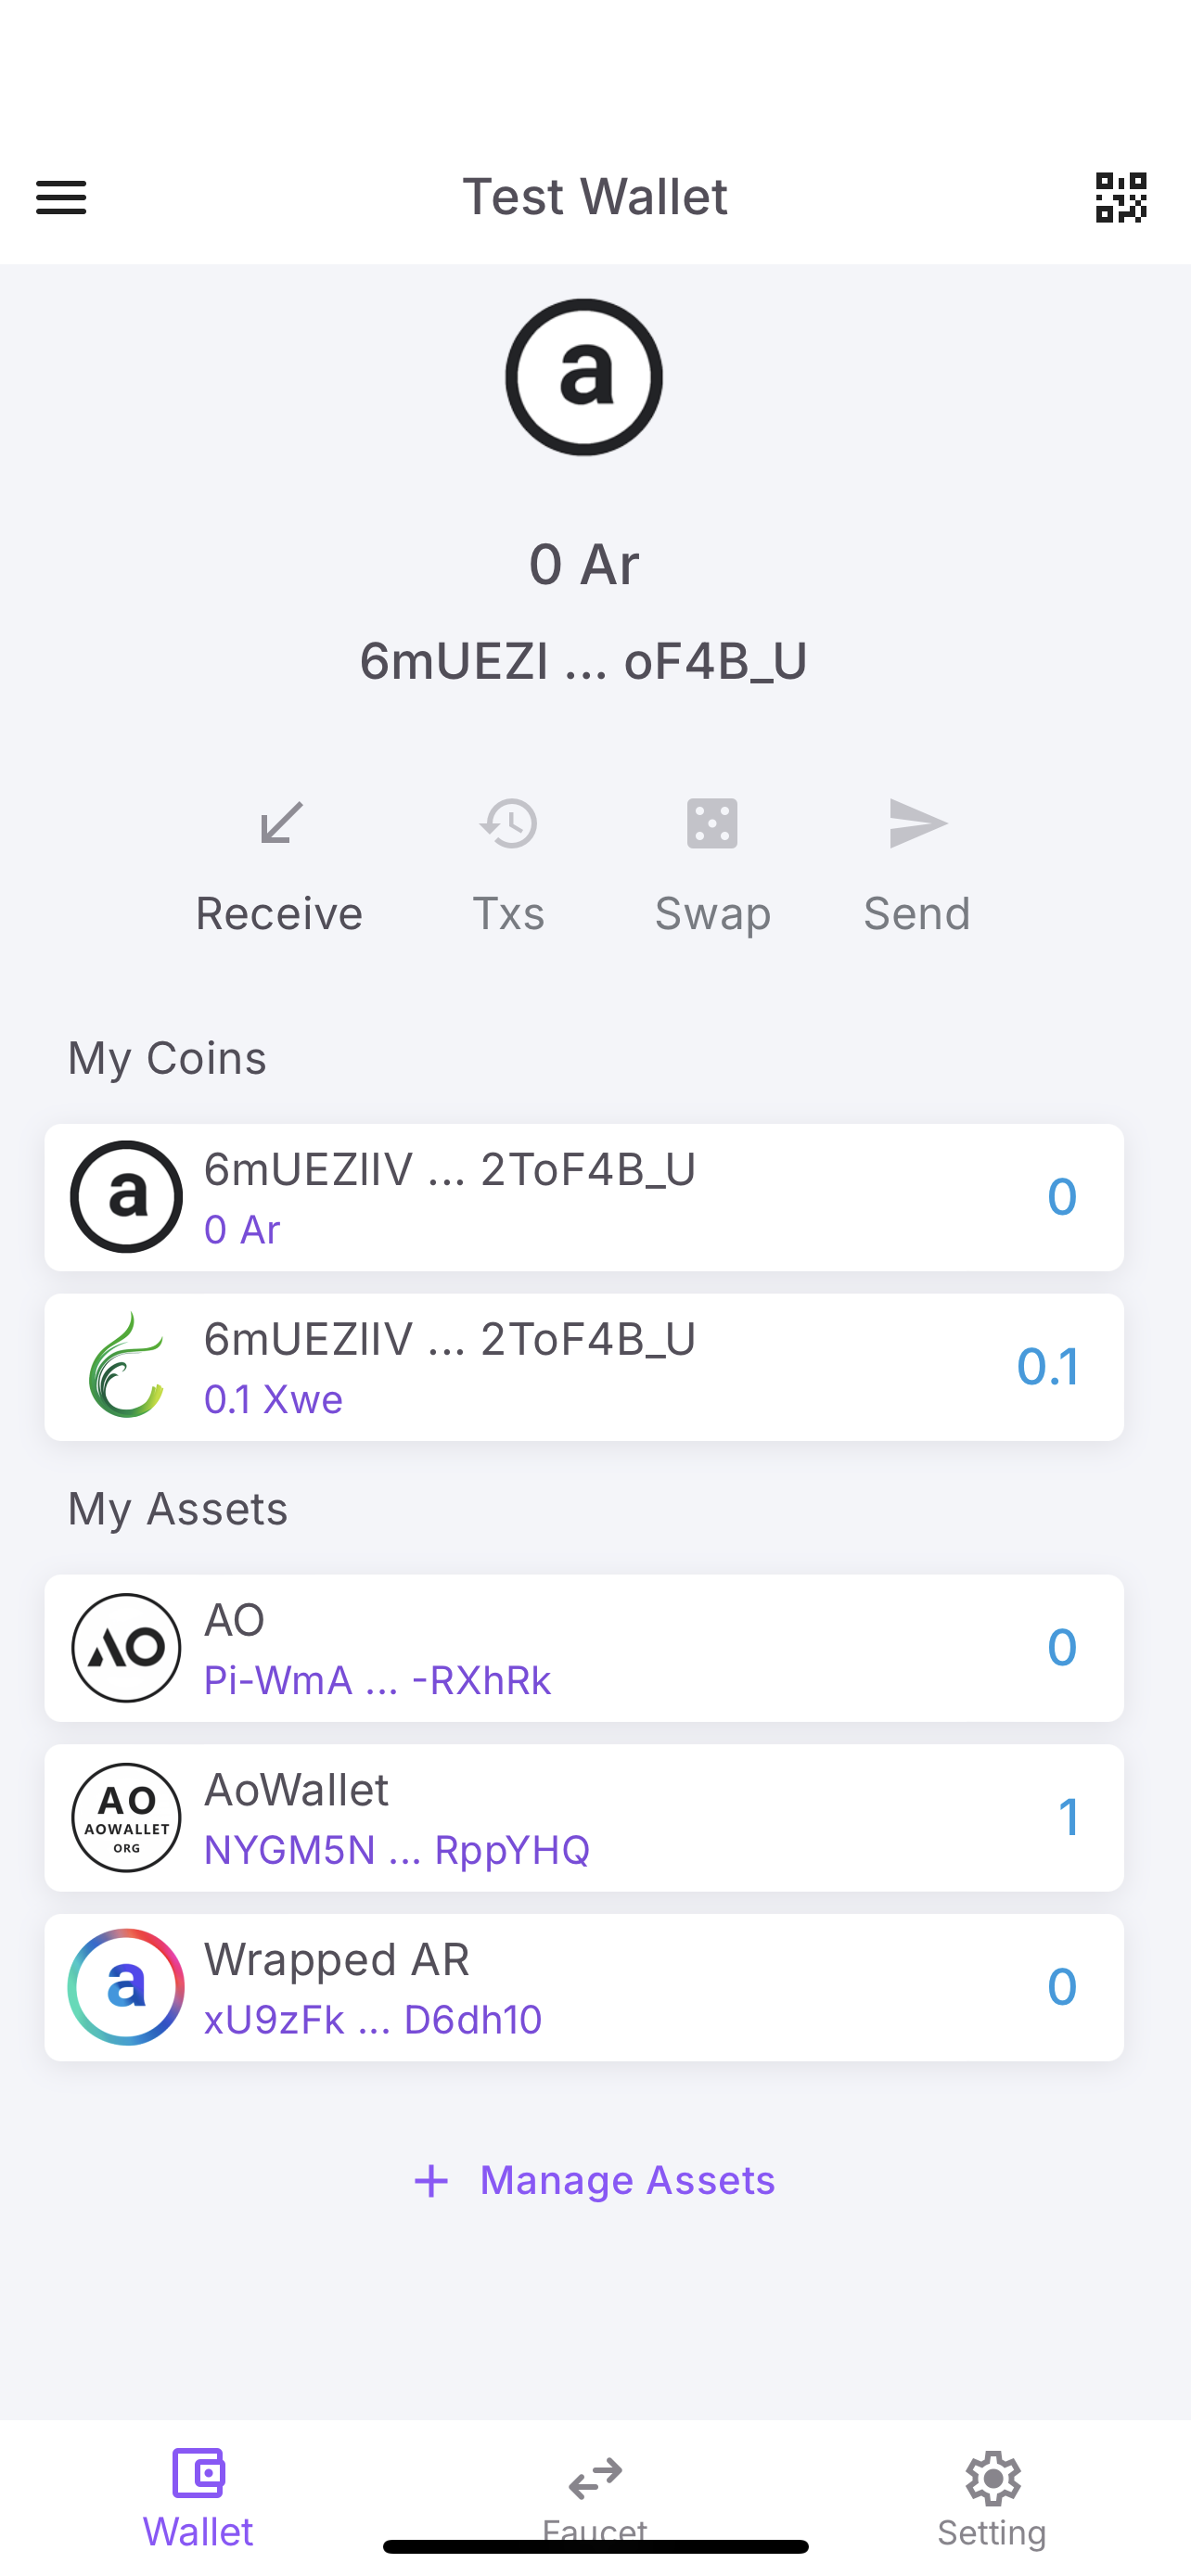 Test Wallet
a
0 Ar
6mUEZI ... oF4B_U
Receive Txs Swap Send
My Coins
a
6mUEZIIV ... 2ToF4B_U
0 Ar
0
6mUEZIIV ... 2ToF4B_U
0.1 Xwe
0.1
My Assets
AO
AO
Pi-WmA ... -RXhRk
0
AO
AOWALLET
ORG
AoWallet
NYGM5N ... RppYHQ
1
a
Wrapped AR
xU9zFk ... D6dh10
0
+ Manage Assets
Wallet Faucet Setting